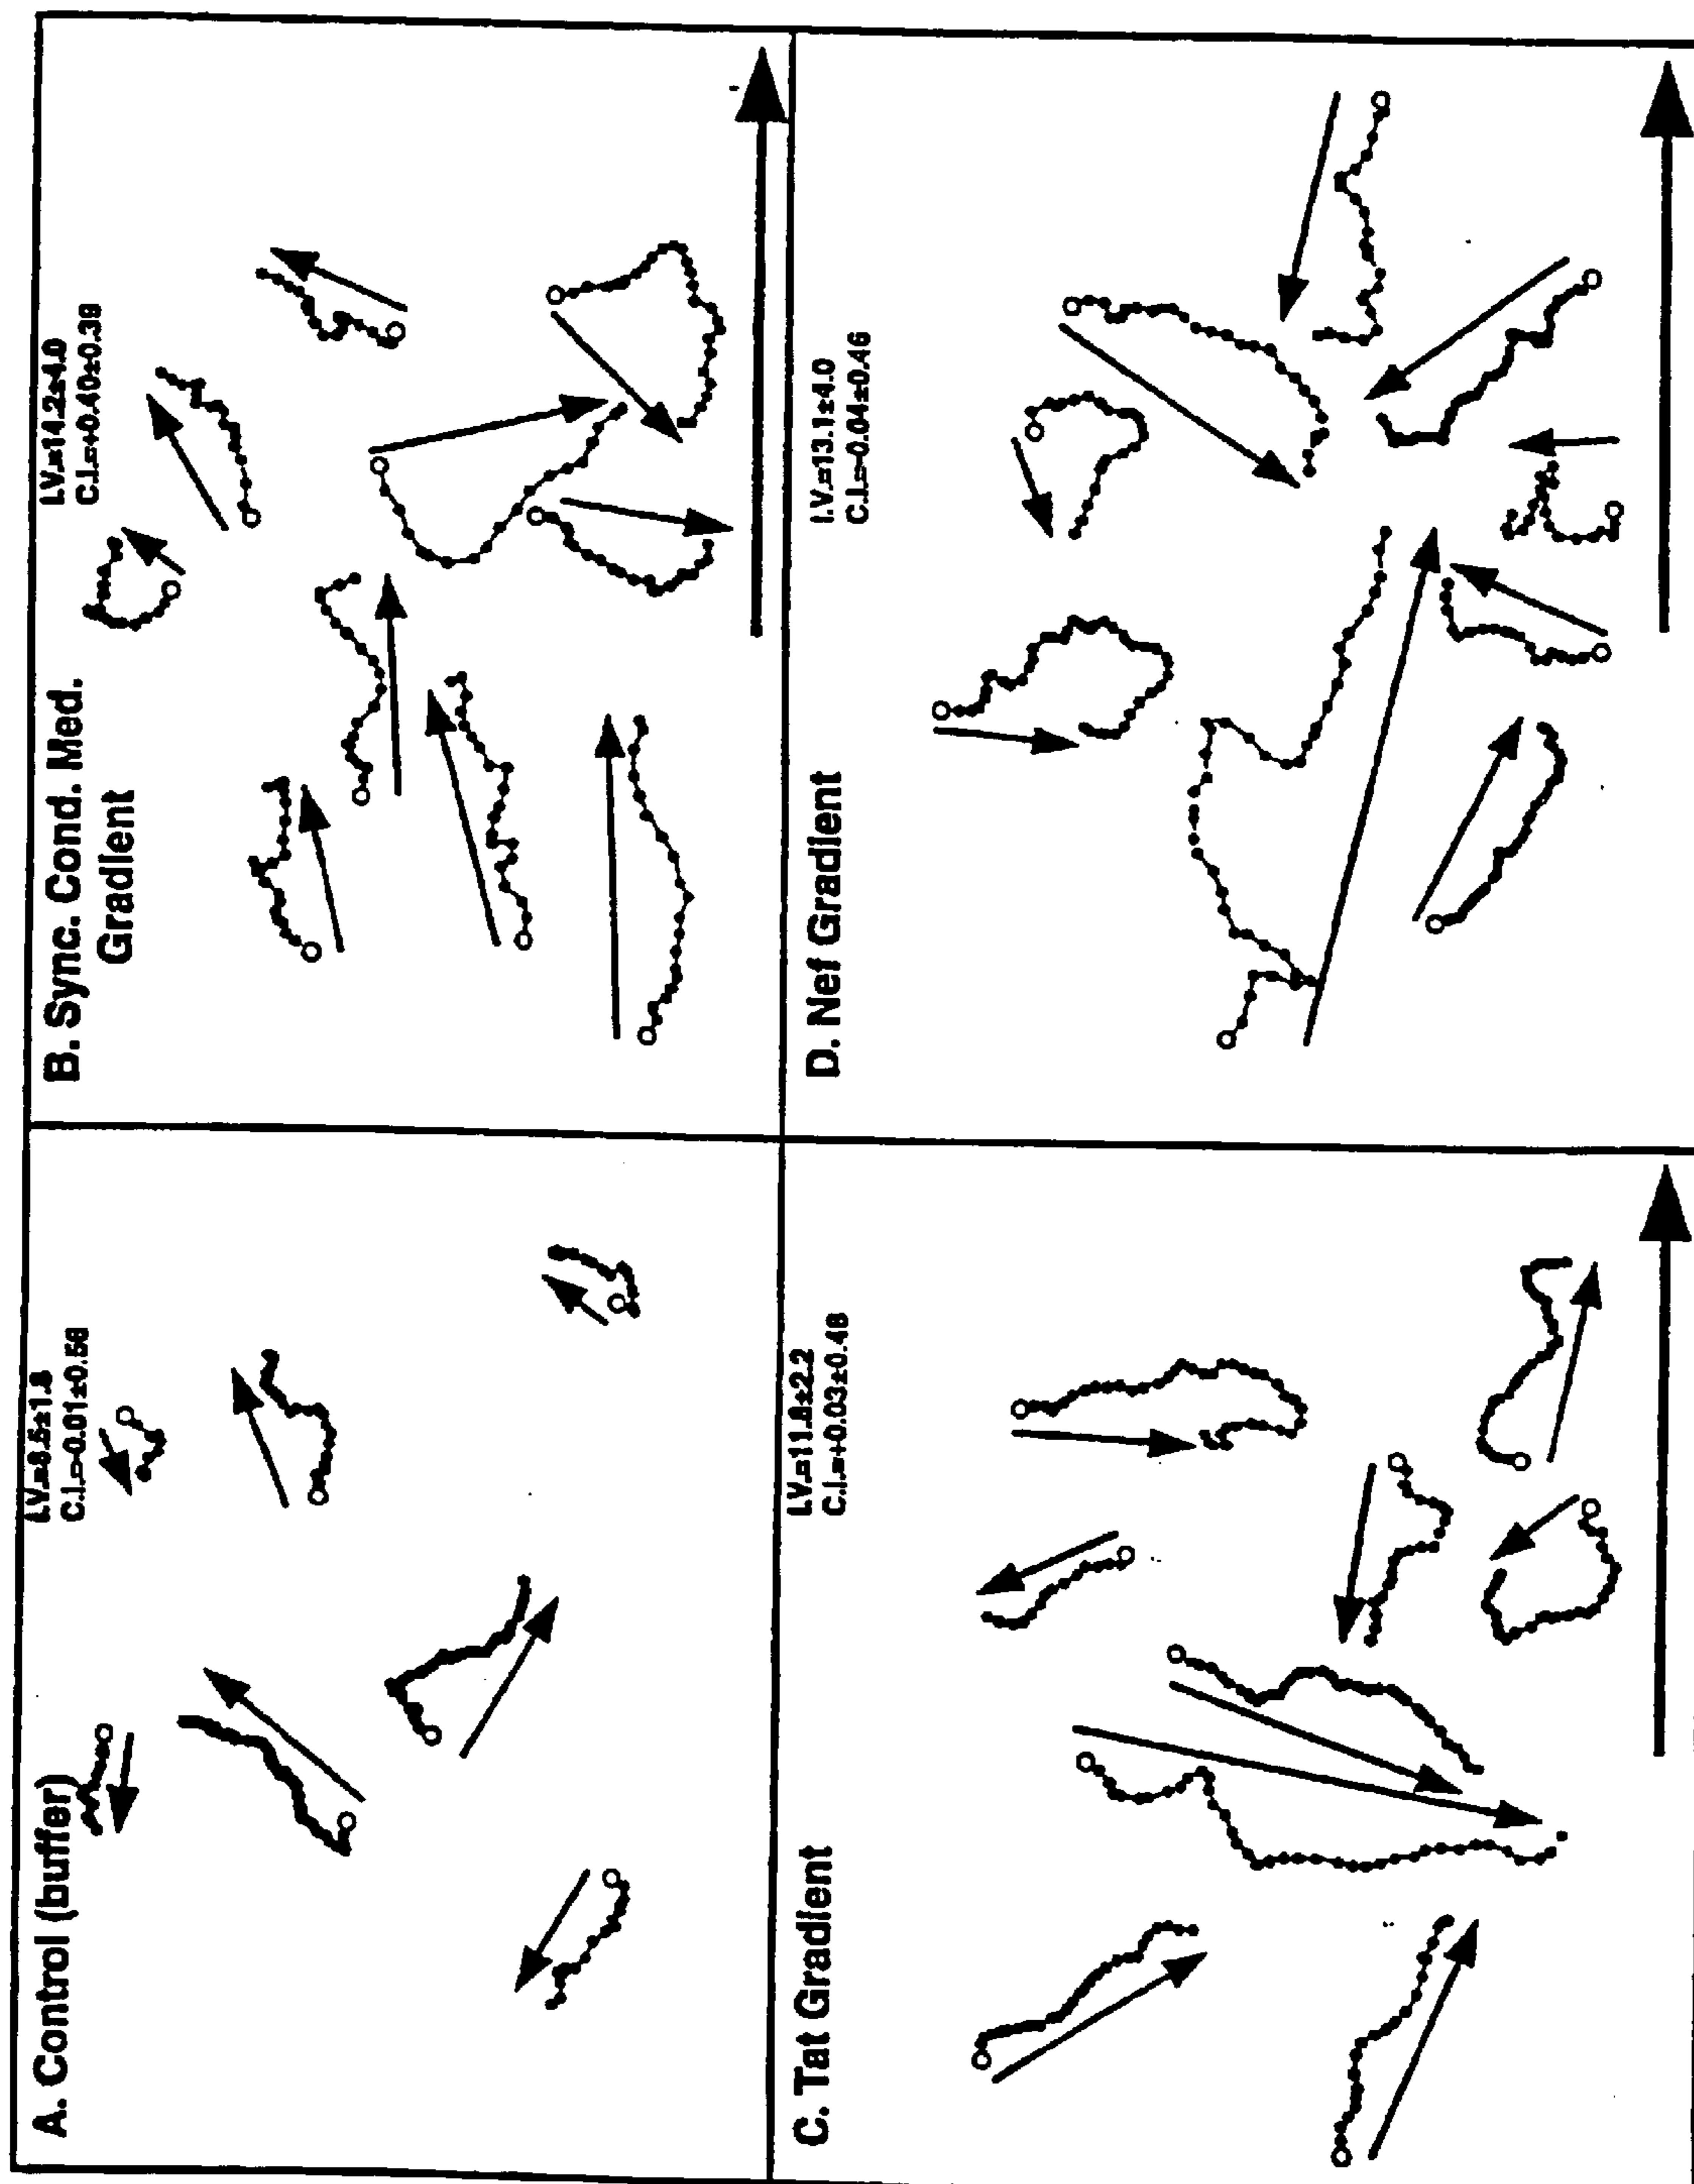 A. Control (buffer)
I.V.=8.5±1.8
C.I.=-0.01±0.56
B. Sync. Cond. Med.
Gradient
I.V.=14.2±4.0
C.I.=+0.40±0.39
C. Tat Gradient
I.V.=11.8±2.2
C.I.=+0.03±0.48
D. Nef Gradient
I.V.=13.1±4.0
C.I.=-0.04±0.46